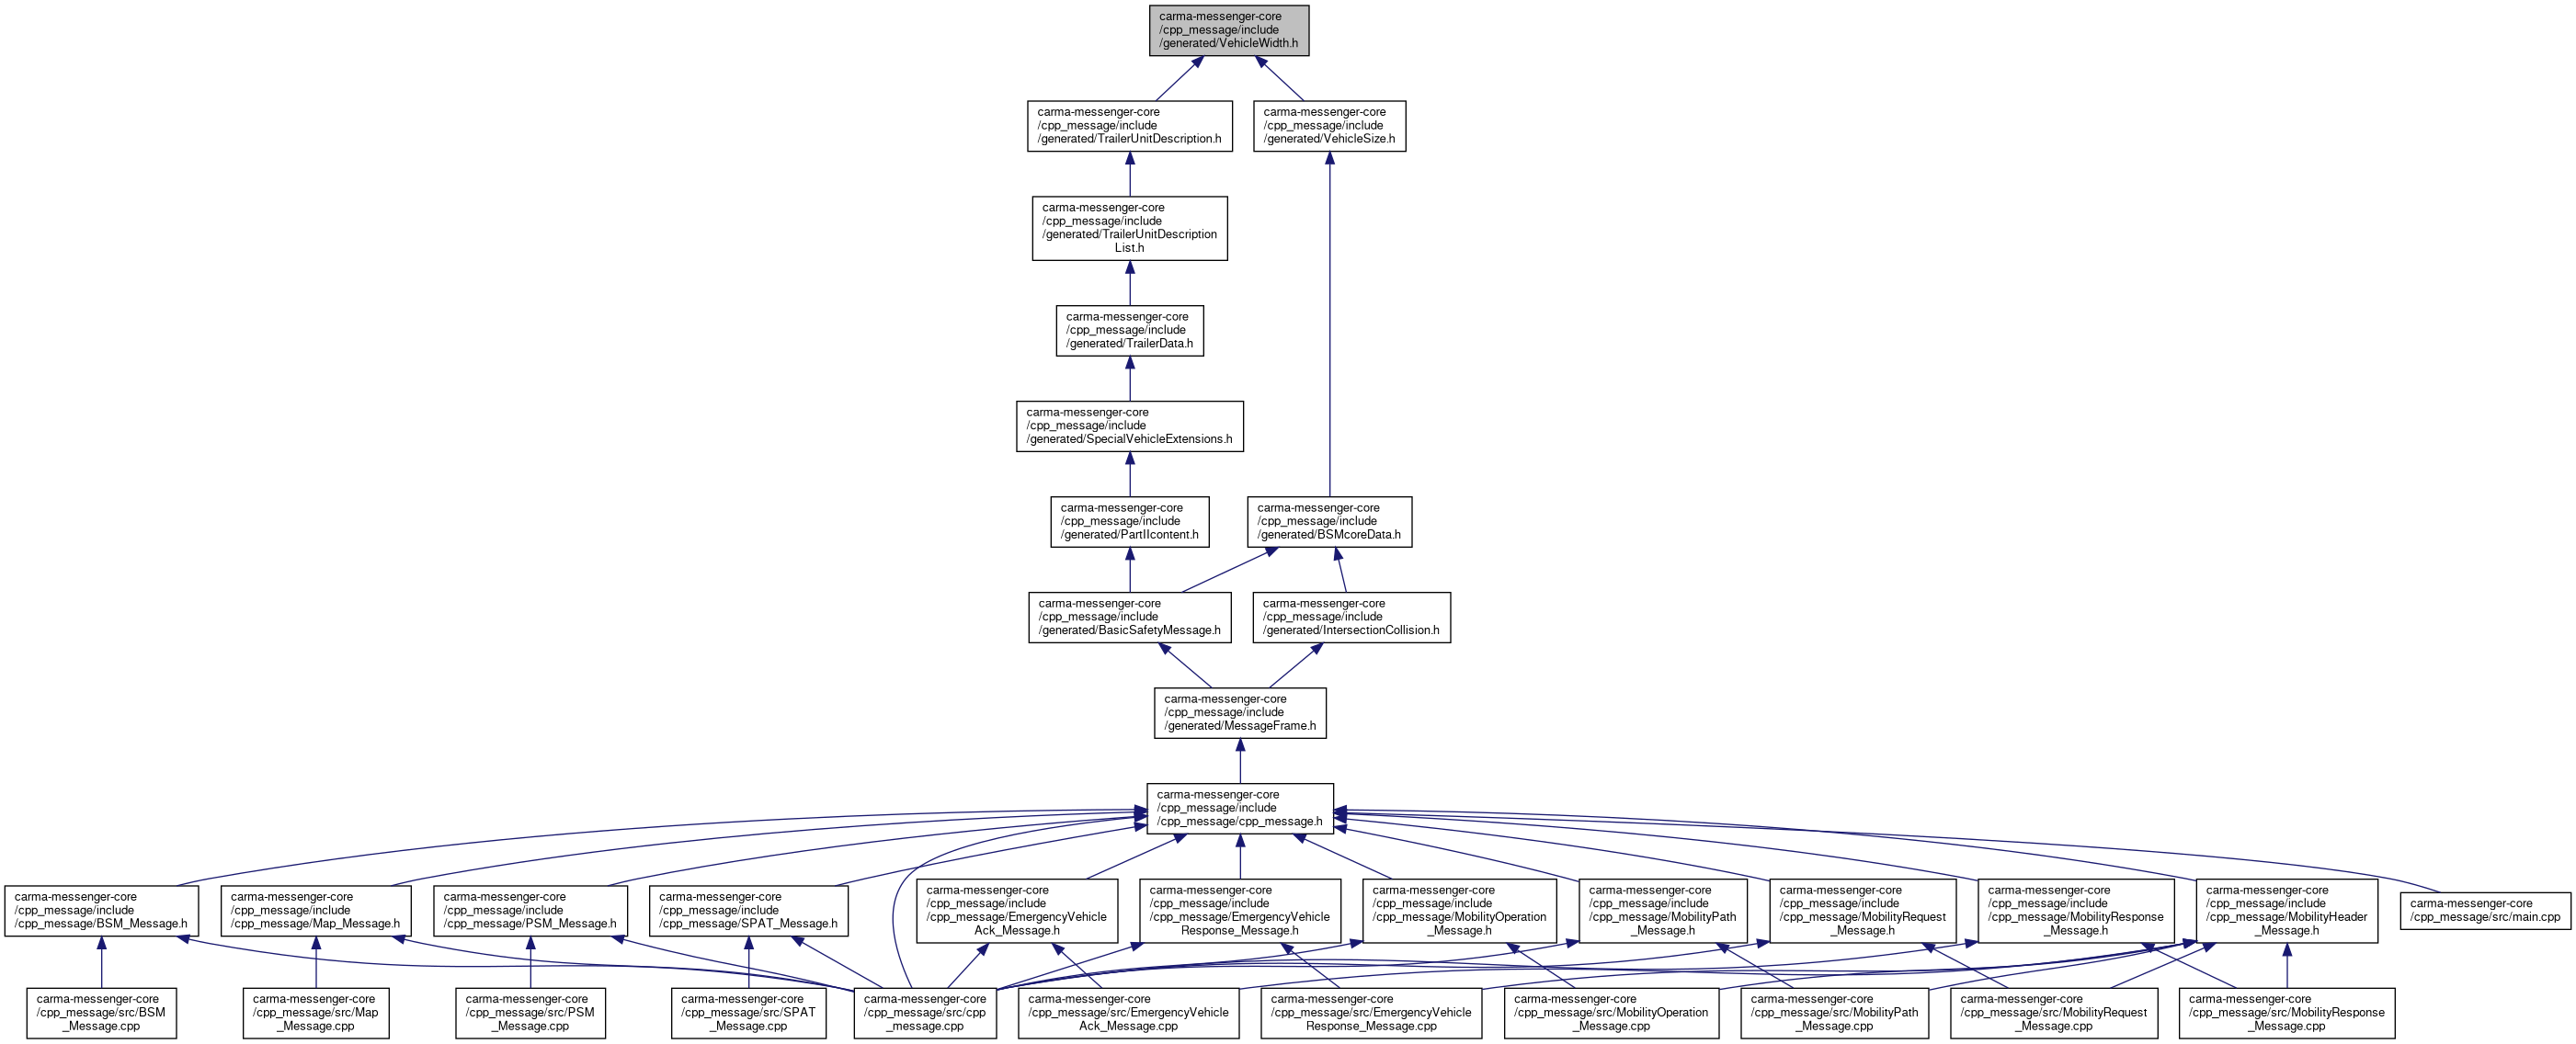 carma-messenger-core
/cpp_message/include
/generated/VehicleWidth.h
carma-messenger-core
/cpp_message/include
/generated/TrailerUnitDescription.h
carma-messenger-core
/cpp_message/include
/generated/VehicleSize.h
carma-messenger-core
/cpp_message/include
/generated/TrailerUnitDescription
List.h
carma-messenger-core
/cpp_message/include
/generated/TrailerData.h
carma-messenger-core
/cpp_message/include
/generated/SpecialVehicleExtensions.h
carma-messenger-core
/cpp_message/include
/generated/PartIIcontent.h
carma-messenger-core
/cpp_message/include
/generated/BSMcoreData.h
carma-messenger-core
/cpp_message/include
/generated/BasicSafetyMessage.h
carma-messenger-core
/cpp_message/include
/generated/IntersectionCollision.h
carma-messenger-core
/cpp_message/include
/generated/MessageFrame.h
carma-messenger-core
/cpp_message/include
/cpp_message/cpp_message.h
carma-messenger-core
/cpp_message/include
/cpp_message/BSM_Message.h
carma-messenger-core
/cpp_message/include
/cpp_message/Map_Message.h
carma-messenger-core
/cpp_message/include
/cpp_message/PSM_Message.h
carma-messenger-core
/cpp_message/include
/cpp_message/SPAT_Message.h
carma-messenger-core
/cpp_message/include
/cpp_message/EmergencyVehicle
Ack_Message.h
carma-messenger-core
/cpp_message/include
/cpp_message/EmergencyVehicle
Response_Message.h
carma-messenger-core
/cpp_message/include
/cpp_message/MobilityOperation
_Message.h
carma-messenger-core
/cpp_message/include
/cpp_message/MobilityPath
_Message.h
carma-messenger-core
/cpp_message/include
/cpp_message/MobilityRequest
_Message.h
carma-messenger-core
/cpp_message/include
/cpp_message/MobilityResponse
_Message.h
carma-messenger-core
/cpp_message/include
/cpp_message/MobilityHeader
_Message.h
carma-messenger-core
/cpp_message/src/main.cpp
carma-messenger-core
/cpp_message/src/BSM
_Message.cpp
carma-messenger-core
/cpp_message/src/Map
_Message.cpp
carma-messenger-core
/cpp_message/src/PSM
_Message.cpp
carma-messenger-core
/cpp_message/src/SPAT
_Message.cpp
carma-messenger-core
/cpp_message/src/cpp
_message.cpp
carma-messenger-core
/cpp_message/src/EmergencyVehicle
Ack_Message.cpp
carma-messenger-core
/cpp_message/src/EmergencyVehicle
Response_Message.cpp
carma-messenger-core
/cpp_message/src/MobilityOperation
_Message.cpp
carma-messenger-core
/cpp_message/src/MobilityPath
_Message.cpp
carma-messenger-core
/cpp_message/src/MobilityRequest
_Message.cpp
carma-messenger-core
/cpp_message/src/MobilityResponse
_Message.cpp